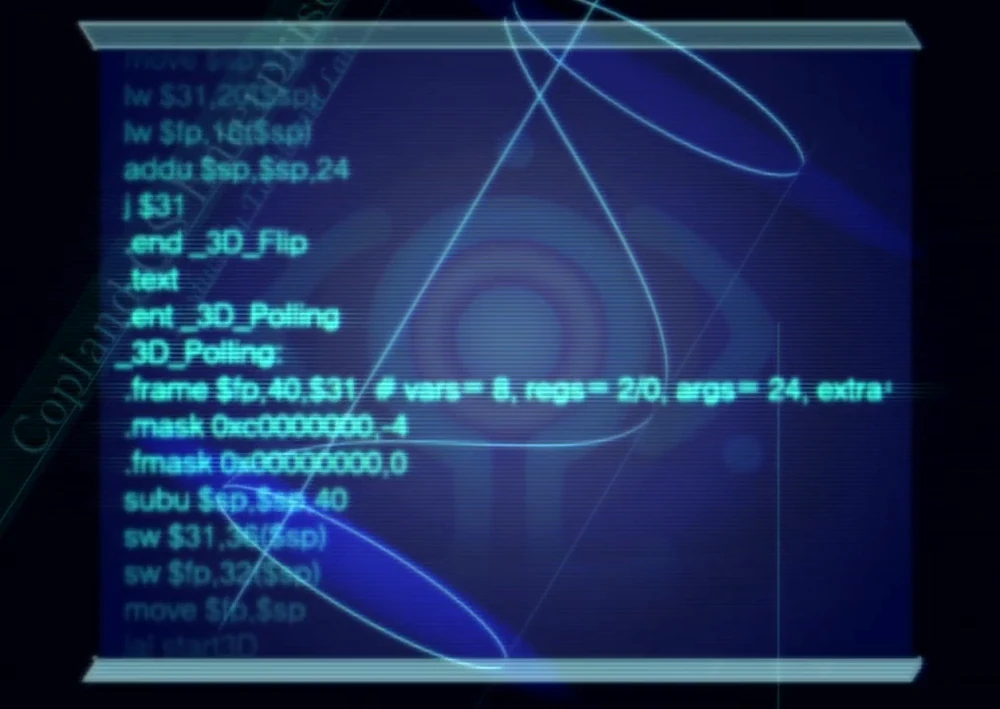 move $sp,$fp
lw $31,20($sp)
lw $fp,16($sp)
addu $sp,$sp,24
j $31
.end _3D_Flip
.text
.ent _3D_Polling
_3D_Polling:
.frame $fp,40,$31 # vars= 8, regs= 2/0, args= 24, extra=
.mask 0xc0000000,-4
.fmask 0x00000000,0
subu $sp,$sp,40
sw $31,36($sp)
sw $fp,32($sp)
move $fp,$sp
jal start3D
Copland OS Enterprise